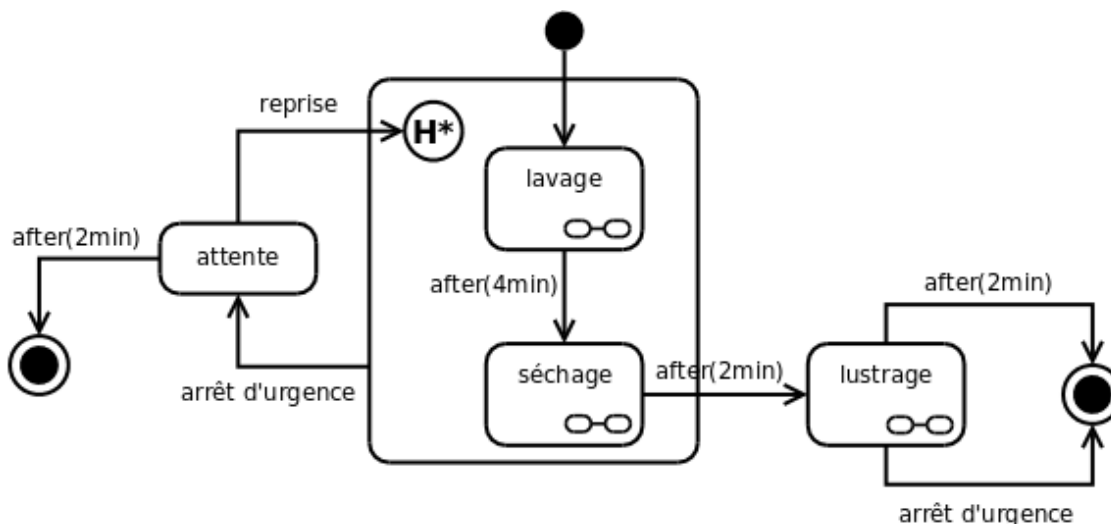 reprise
H*
lavage
after(2min)
attente
after(4min)
after(2min)
arrêt d'urgence
séchage
after(2min)
lustrage
arrêt d'urgence